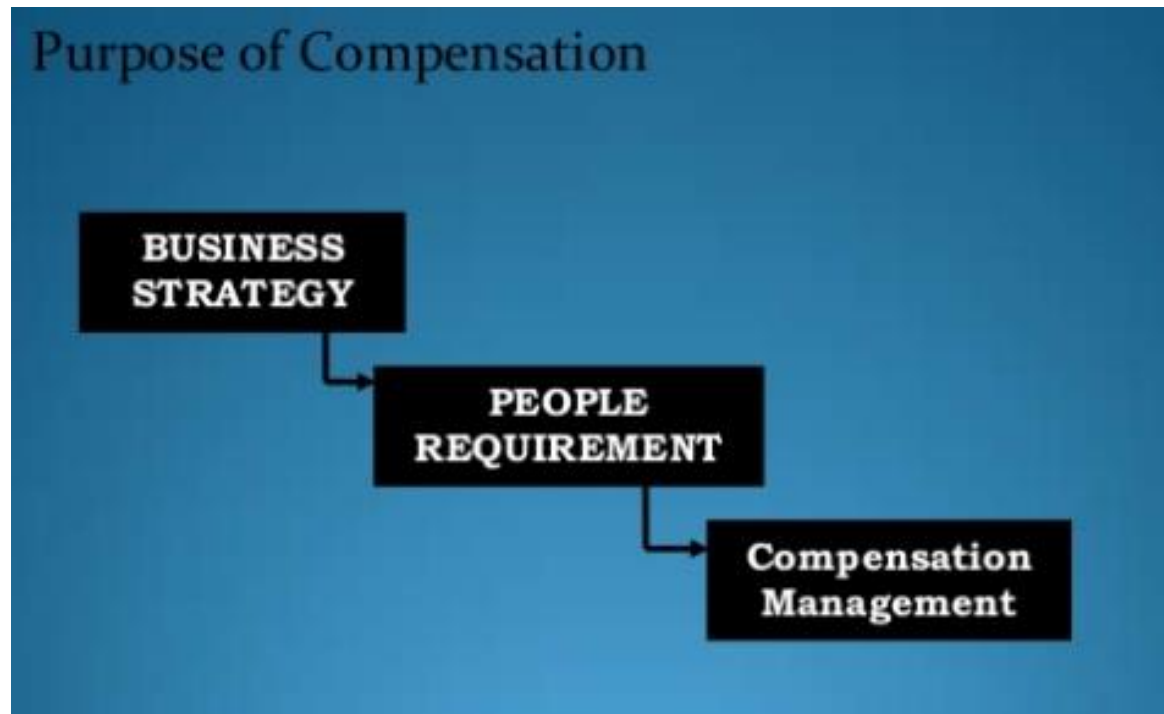 Purpose of Compensation
BUSINESS
STRATEGY
PEOPLE
REQUIREMENT
Compensation
Management